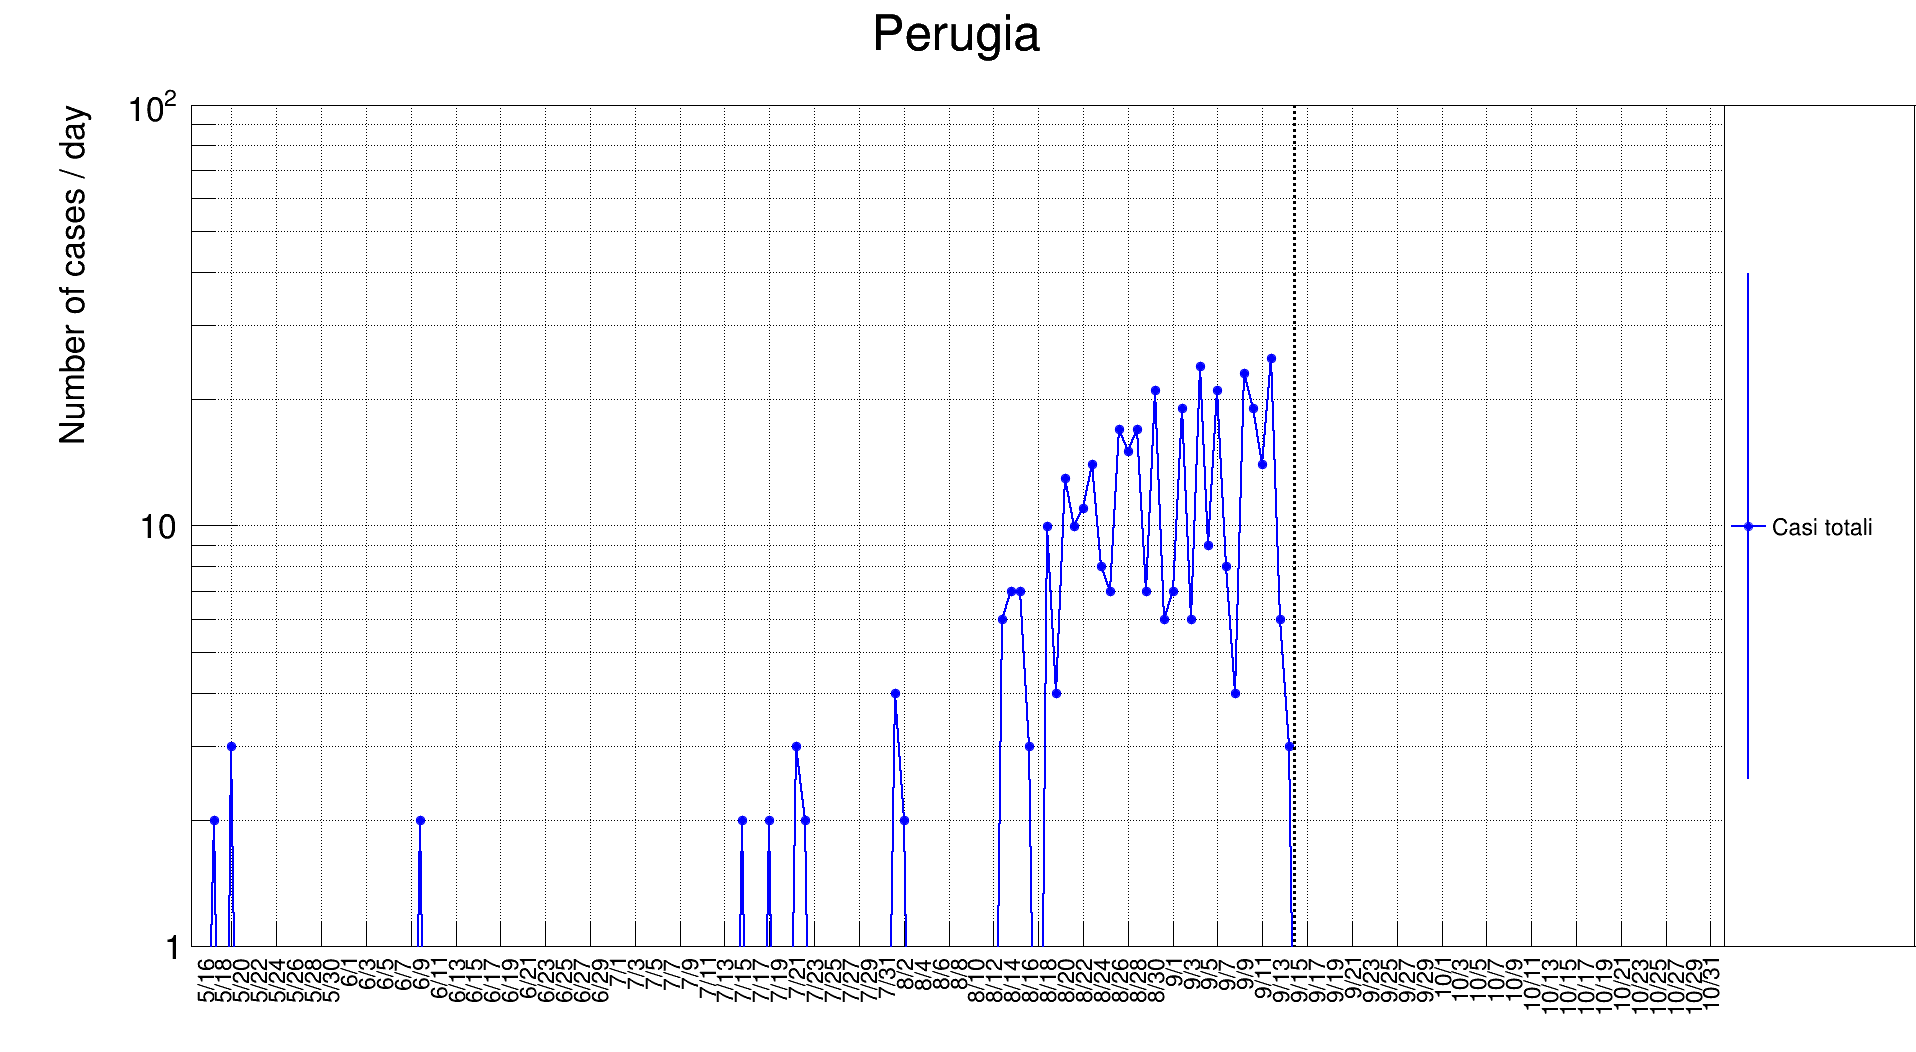 Perugia
Number of cases / day
10²
10
1
Casi totali
5/16 5/18 5/20 5/22 5/24 5/26 5/28 5/30 6/1 6/3 6/5 6/7 6/9 6/11 6/13 6/15 6/17 6/19 6/21 6/23 6/25 6/27 6/29 7/1 7/3 7/5 7/7 7/9 7/11 7/13 7/15 7/17 7/19 7/21 7/23 7/25 7/27 7/29 7/31 8/2 8/4 8/6 8/8 8/10 8/12 8/14 8/16 8/18 8/20 8/22 8/24 8/26 8/28 8/30 9/1 9/3 9/5 9/7 9/9 9/11 9/13 9/15 9/17 9/19 9/21 9/23 9/25 9/27 9/29 10/1 10/3 10/5 10/7 10/9 10/11 10/13 10/15 10/17 10/19 10/21 10/23 10/25 10/27 10/29 10/31